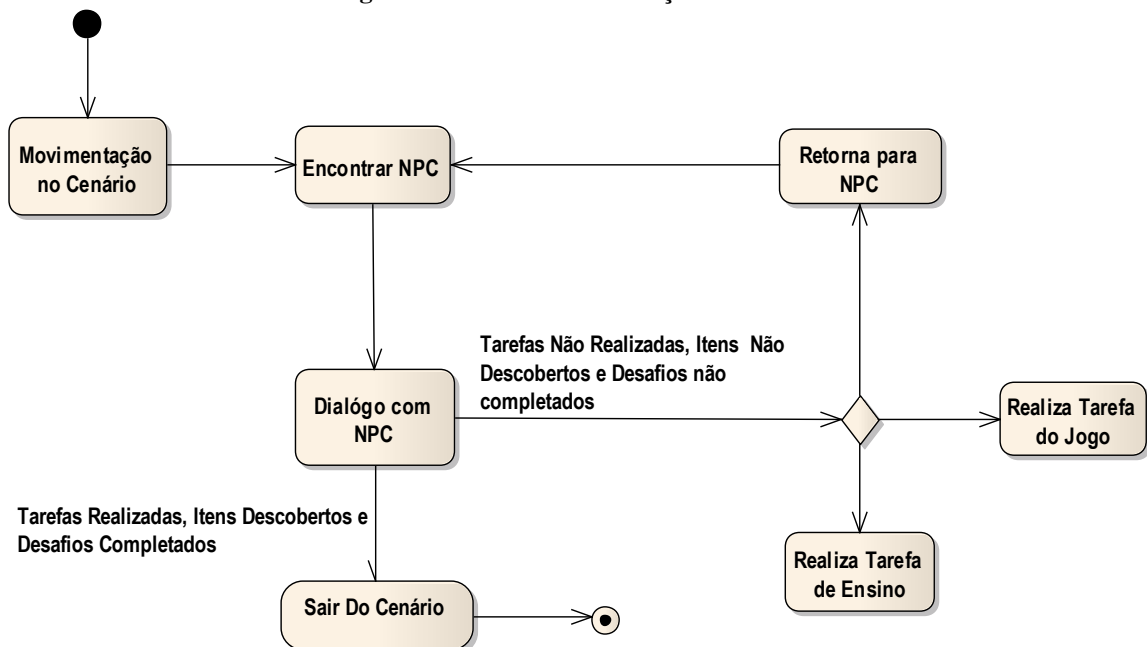 Movimentação
no Cenário
Encontrar NPC
Retorna para
NPC
Tarefas Não Realizadas, Itens Não
Descobertos e Desafios não
completados
Dialógo com
NPC
Realiza Tarefa
do Jogo
Tarefas Realizadas, Itens Descobertos e
Desafios Completados
Realiza Tarefa
de Ensino
Sair Do Cenário